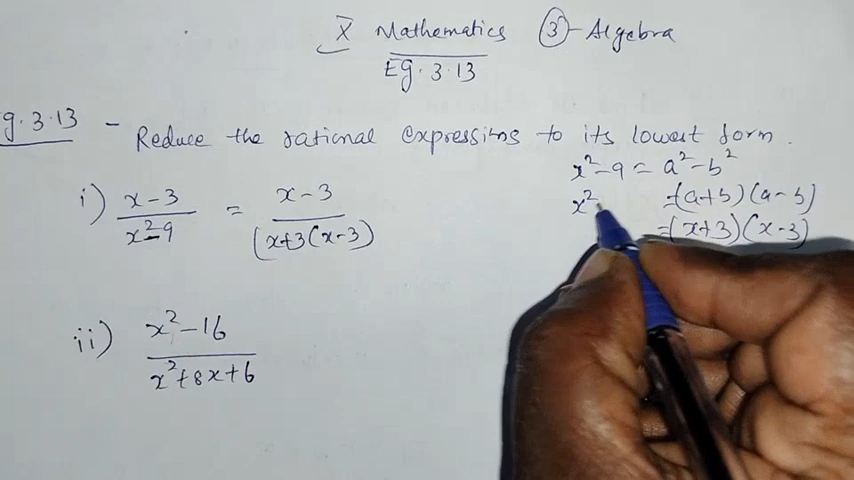 X Mathematics ③-Algebra
Eg. 3.13
g. 3.13 - Reduce the rational expressions to its lowest form.
x²-9 = a²-b²
x² =(a+b)(a-b)
=(x+3)(x-3)
i) x-3 / x²-9 = x-3 / (x+3(x-3)
ii) x²-16 / x²+8x+6